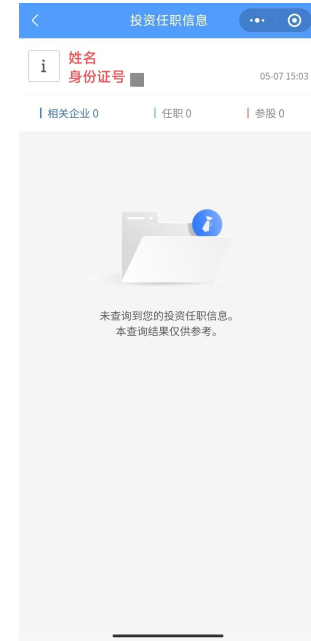 投资任职信息
姓名
身份证号
05-07 15:03
相关企业 0
任职 0
参股 0
未查询到您的投资任职信息。
本查询结果仅供参考。